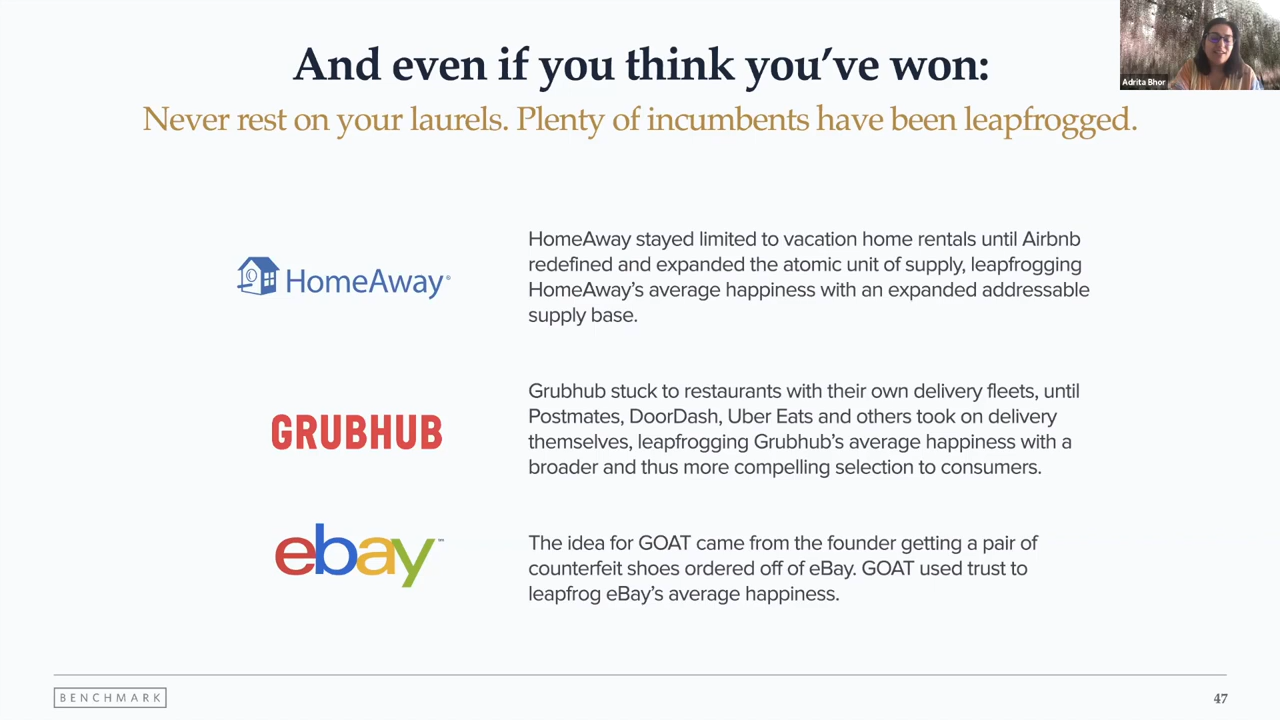 And even if you think you’ve won:
Adrita Bhor
Never rest on your laurels. Plenty of incumbents have been leapfrogged.
HomeAway®
HomeAway stayed limited to vacation home rentals until Airbnb
redefined and expanded the atomic unit of supply, leapfrogging
HomeAway’s average happiness with an expanded addressable
supply base.
GRUBHUB
Grubhub stuck to restaurants with their own delivery fleets, until
Postmates, DoorDash, Uber Eats and others took on delivery
themselves, leapfrogging Grubhub’s average happiness with a
broader and thus more compelling selection to consumers.
ebay™
The idea for GOAT came from the founder getting a pair of
counterfeit shoes ordered off of eBay. GOAT used trust to
leapfrog eBay’s average happiness.
BENCHMARK
47